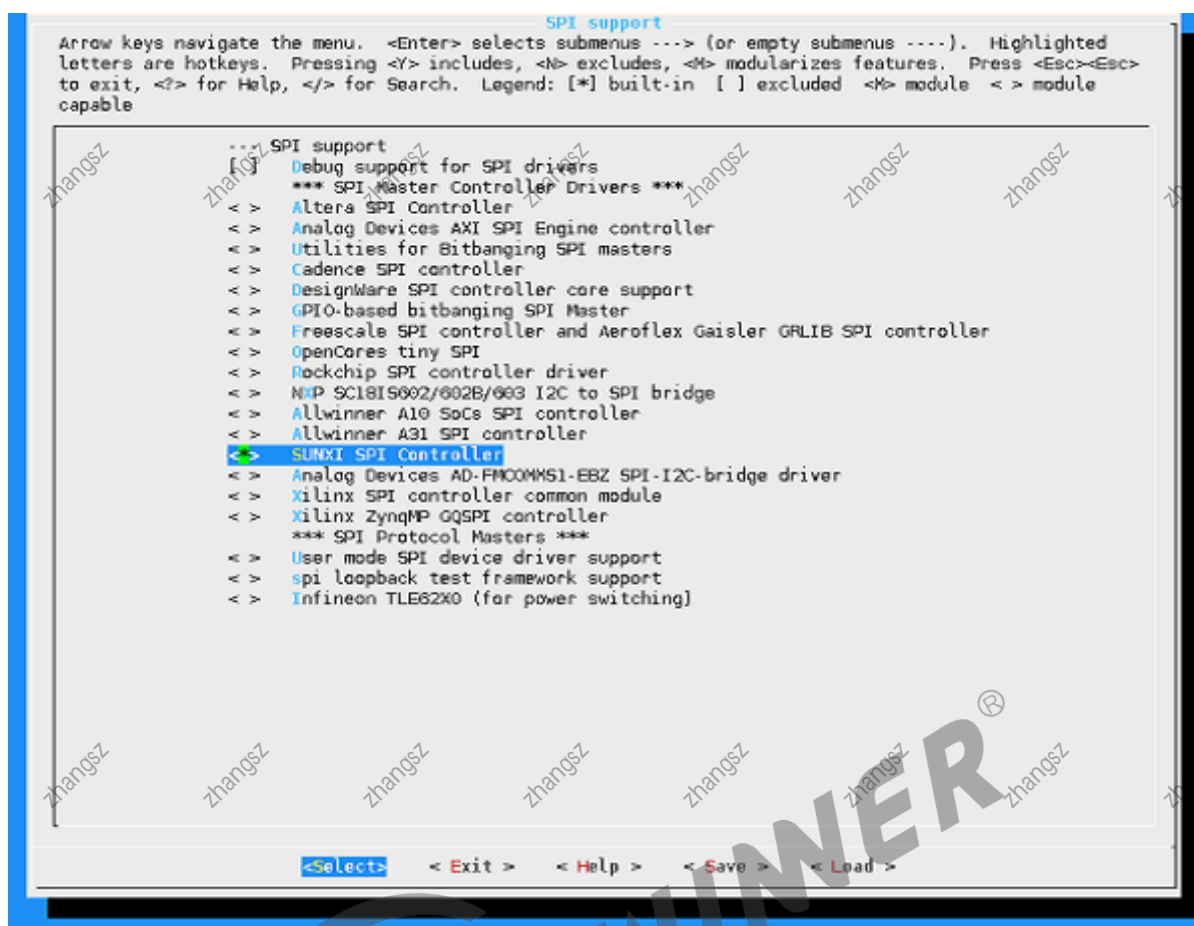 SPI support
Arrow keys navigate the menu. <Enter> selects submenus ---> (or empty submenus ----). Highlighted
letters are hotkeys. Pressing <Y> includes, <N> excludes, <M> modularizes features. Press <Esc><Esc>
to exit, <?> for Help, </> for Search. Legend: [*] built-in [ ] excluded <M> module < > module
capable
--- SPI support
[ ] Debug support for SPI drivers
*** SPI Master Controller Drivers ***
< > Altera SPI Controller
< > Analog Devices AXI SPI Engine controller
< > Utilities for Bitbanging SPI masters
< > Cadence SPI controller
< > DesignWare SPI controller core support
< > GPIO-based bitbanging SPI Master
< > Freescale SPI controller and Aeroflex Gaisler GRLIB SPI controller
< > OpenCores tiny SPI
< > Rockchip SPI controller driver
< > NXP SC18IS602/602B/603 I2C to SPI bridge
< > Allwinner A10 SoCs SPI controller
< > Allwinner A31 SPI controller
<*> SUNXI SPI Controller
< > Analog Devices AD-FMCOMMS1-EBZ SPI-I2C-bridge driver
< > Xilinx SPI controller common module
< > Xilinx ZynqMP GQSPI controller
*** SPI Protocol Masters ***
< > User mode SPI device driver support
< > spi loopback test framework support
< > Infineon TLE62X0 (for power switching)
<Select> < Exit > < Help > < Save > < Load >
zhangsz zhangsz zhangsz zhangsz zhangsz zhangsz zhangsz
zhangsz zhangsz zhangsz zhangsz zhangsz zhangsz zhangsz
WINNER®